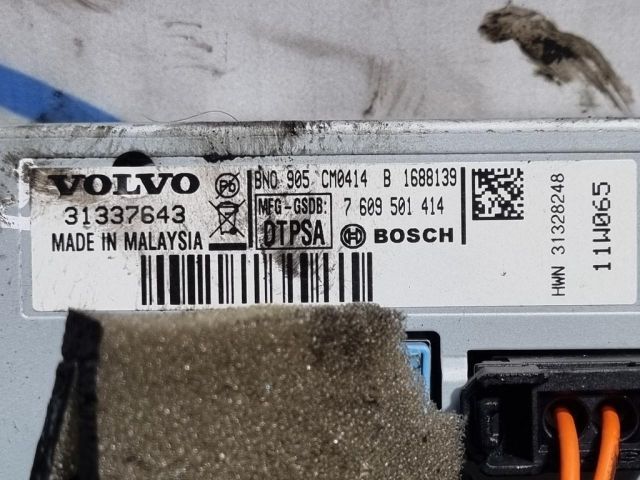 VOLVO
31337643
MADE IN MALAYSIA
BNO 905 CM0414 B 1688139
MFG-GSDB:
DTPSA
7 609 501 414
BOSCH
HWN 31328248
11W065